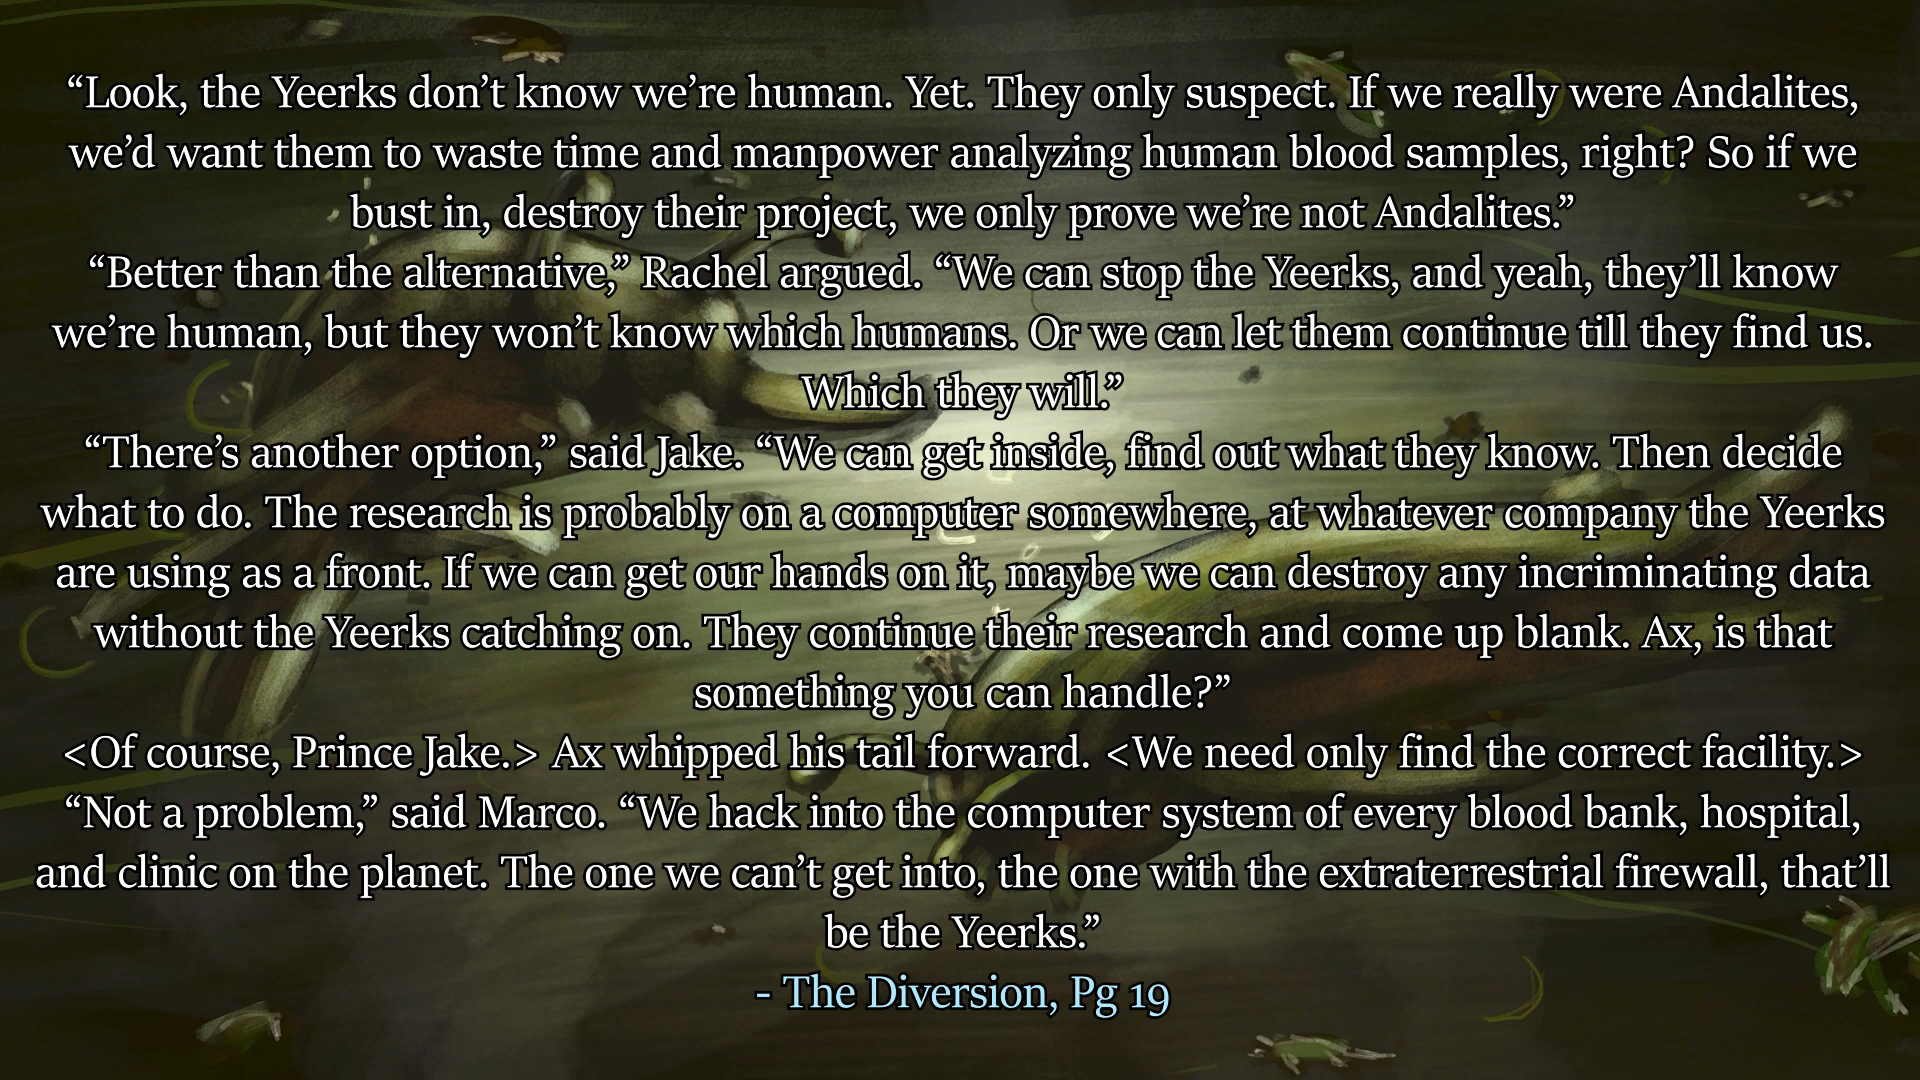 “Look, the Yeerks don’t know we’re human. Yet. They only suspect. If we really were Andalites,
we’d want them to waste time and manpower analyzing human blood samples, right? So if we
bust in, destroy their project, we only prove we’re not Andalites.”
“Better than the alternative,” Rachel argued. “We can stop the Yeerks, and yeah, they’ll know
we’re human, but they won’t know which humans. Or we can let them continue till they find us.
Which they will.”
“There’s another option,” said Jake. “We can get inside, find out what they know. Then decide
what to do. The research is probably on a computer somewhere, at whatever company the Yeerks
are using as a front. If we can get our hands on it, maybe we can destroy any incriminating data
without the Yeerks catching on. They continue their research and come up blank. Ax, is that
something you can handle?”
<Of course, Prince Jake.> Ax whipped his tail forward. <We need only find the correct facility.>
“Not a problem,” said Marco. “We hack into the computer system of every blood bank, hospital,
and clinic on the planet. The one we can’t get into, the one with the extraterrestrial firewall, that’ll
be the Yeerks.”
- The Diversion, Pg 19